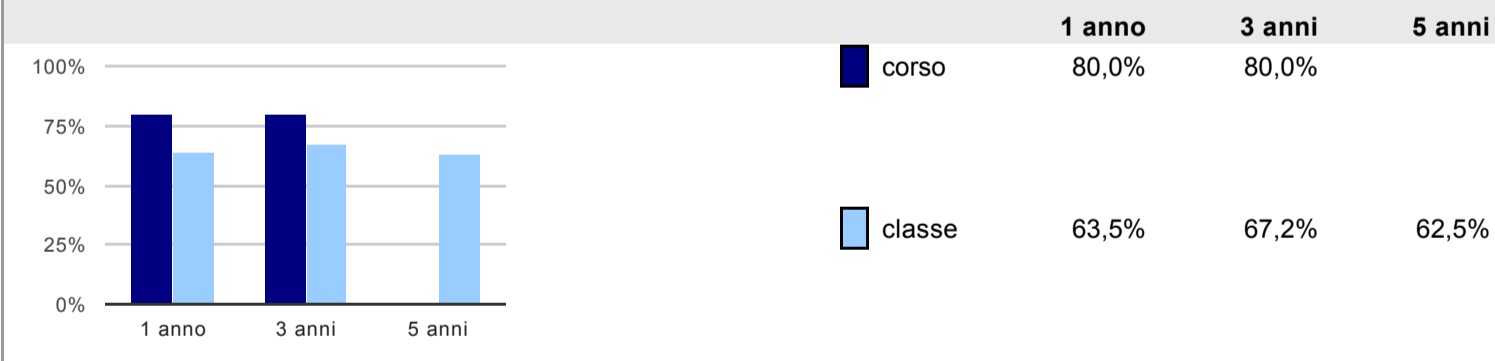 1 anno 3 anni 5 anni
100%
75%
50%
25%
0%
1 anno 3 anni 5 anni
corso 80,0% 80,0%
classe 63,5% 67,2% 62,5%